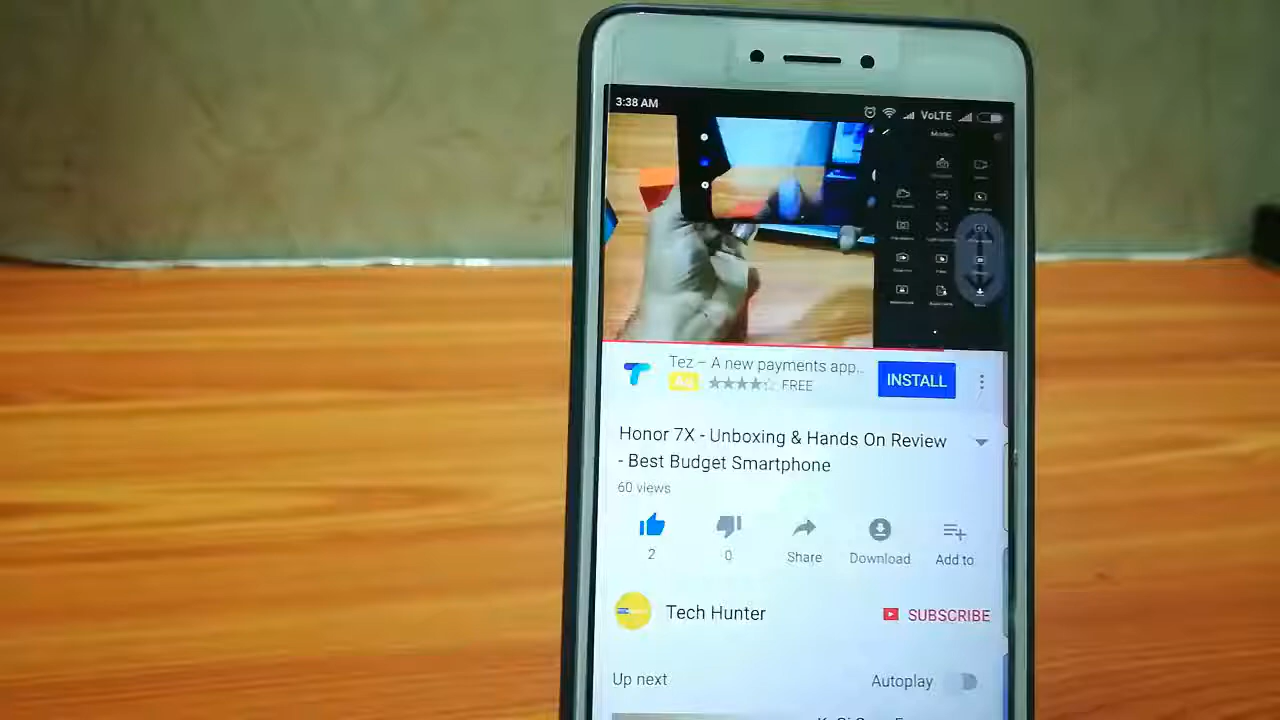 3:38 AM
VoLTE
Modes
Tez – A new payments app..
Ad
FREE
INSTALL
Honor 7X - Unboxing & Hands On Review
- Best Budget Smartphone
60 views
2
0
Share
Download
Add to
Tech Hunter
SUBSCRIBE
Up next
Autoplay